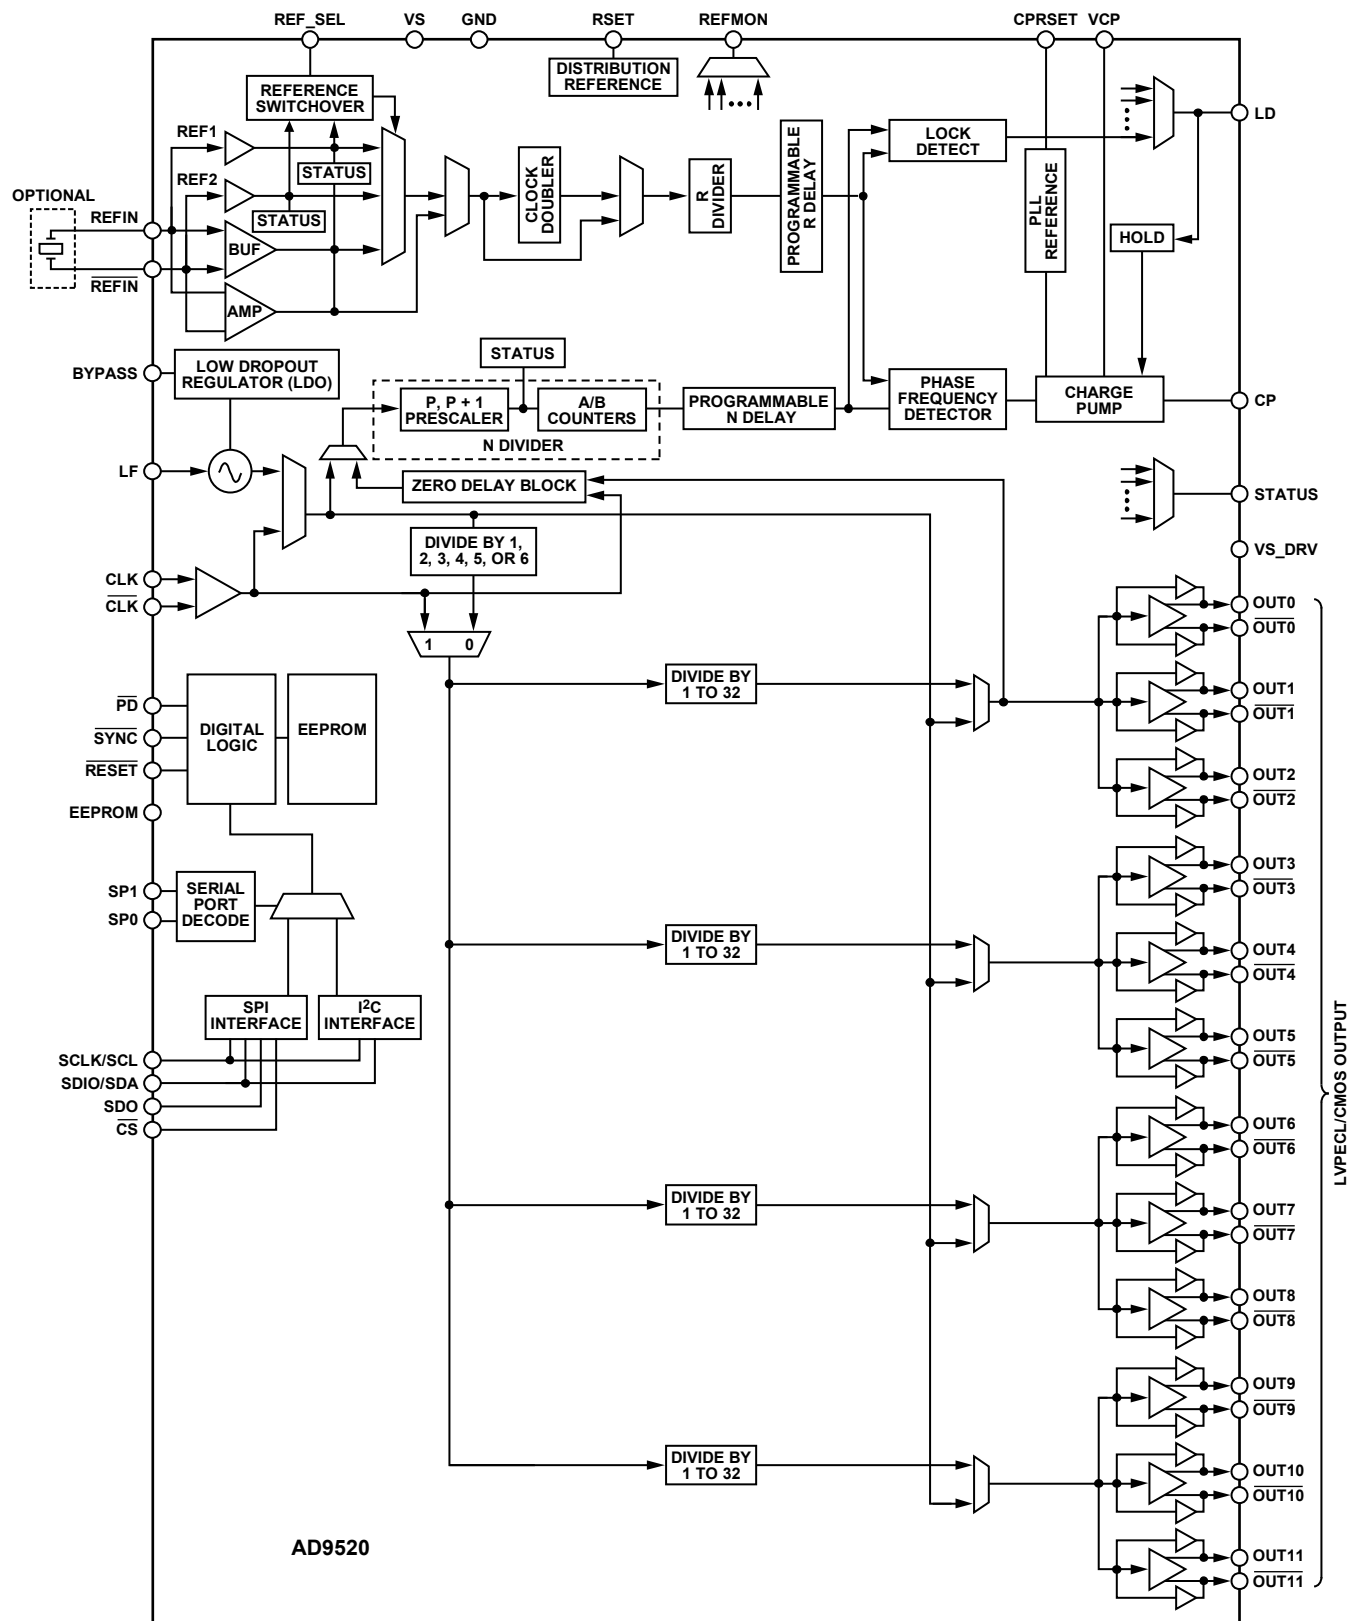 REF_SEL
VS
GND
RSET
REFMON
CPRSET
VCP
DISTRIBUTION
REFERENCE
REFERENCE
SWITCHOVER
LD
REF1
STATUS
REF2
STATUS
OPTIONAL
REFIN
REFIN
BUF
AMP
CLOCK
DOUBLER
R
DIVIDER
PROGRAMMABLE
R DELAY
LOCK
DETECT
PLL
REFERENCE
HOLD
BYPASS
LOW DROPOUT
REGULATOR (LDO)
STATUS
P, P + 1
PRESCALER
A/B
COUNTERS
N DIVIDER
PROGRAMMABLE
N DELAY
PHASE
FREQUENCY
DETECTOR
CHARGE
PUMP
CP
LF
ZERO DELAY BLOCK
STATUS
DIVIDE BY 1,
2, 3, 4, 5, OR 6
VS_DRV
CLK
CLK
1 0
OUT0
OUT0
DIVIDE BY
1 TO 32
OUT1
OUT1
OUT2
OUT2
PD
SYNC
RESET
DIGITAL
LOGIC
EEPROM
EEPROM
SP1
SP0
SERIAL
PORT
DECODE
OUT3
OUT3
DIVIDE BY
1 TO 32
OUT4
OUT4
OUT5
OUT5
SPI
INTERFACE
I2C
INTERFACE
SCLK/SCL
SDIO/SDA
SDO
CS
LVPECL/CMOS OUTPUT
OUT6
OUT6
DIVIDE BY
1 TO 32
OUT7
OUT7
OUT8
OUT8
OUT9
OUT9
DIVIDE BY
1 TO 32
OUT10
OUT10
OUT11
OUT11
AD9520